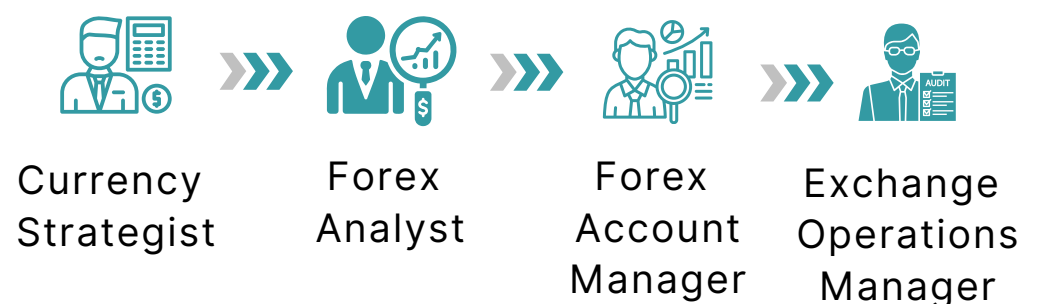 AUDIT
Currency
Strategist
Forex
Analyst
Forex
Account
Manager
Exchange
Operations
Manager